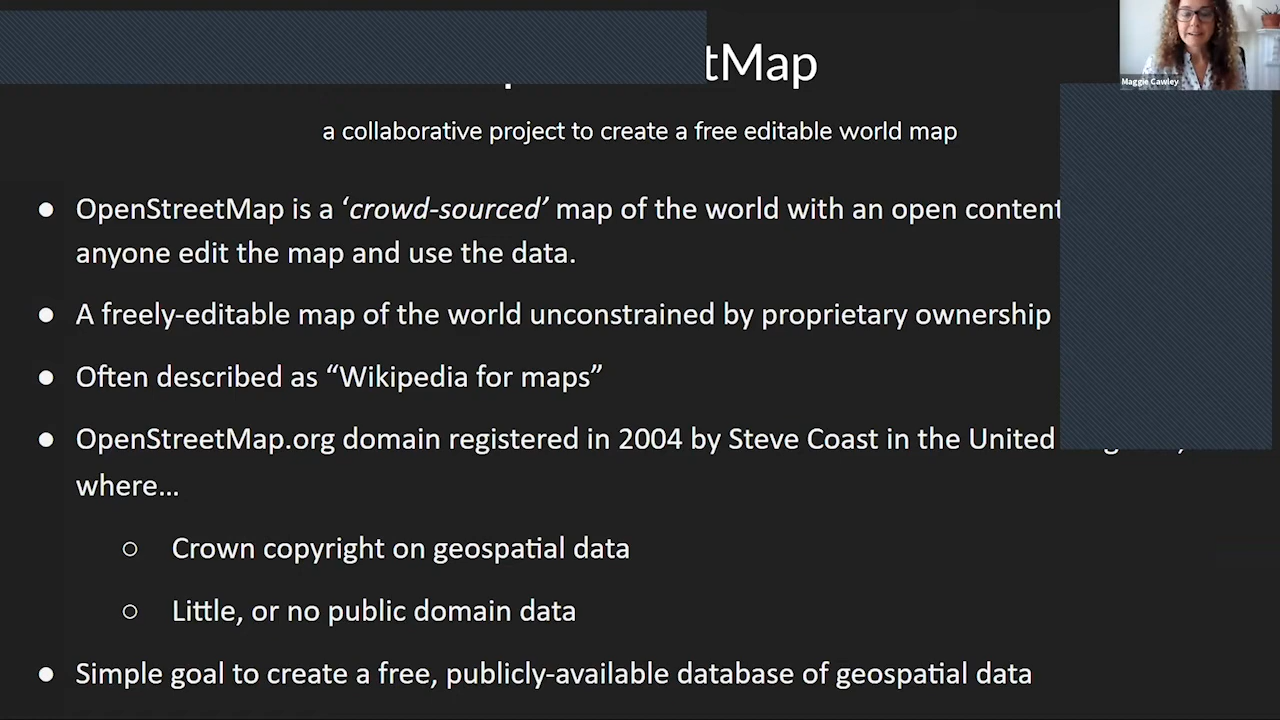 tMap
Maggie Cawley
a collaborative project to create a free editable world map
● OpenStreetMap is a ‘crowd-sourced’ map of the world with an open content
anyone edit the map and use the data.
● A freely-editable map of the world unconstrained by proprietary ownership
● Often described as “Wikipedia for maps”
● OpenStreetMap.org domain registered in 2004 by Steve Coast in the United
where...
○ Crown copyright on geospatial data
○ Little, or no public domain data
● Simple goal to create a free, publicly-available database of geospatial data